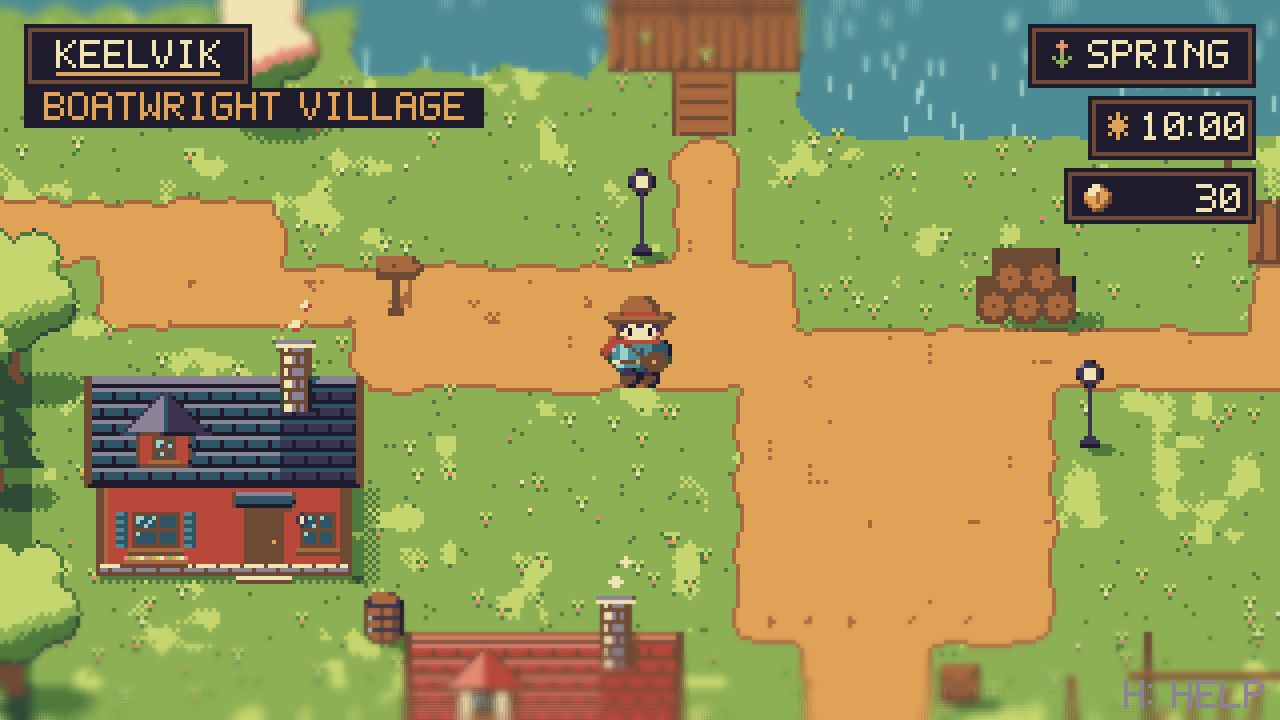 KEELVIK
BOATWRIGHT VILLAGE
SPRING
10:00
30
H: HELP